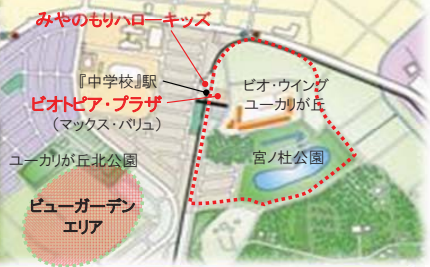 みやのもりハローキッズ
『中学校』駅
ビオトピア・プラザ
（マックス・バリュ）
ビオ・ウイング
ユーカリが丘
宮ノ杜公園
ユーカリが丘北公園
ビューガーデン
エリア